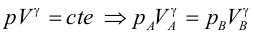 pV^γ = cte ⇒ p_A V_A^γ = p_B V_B^γ